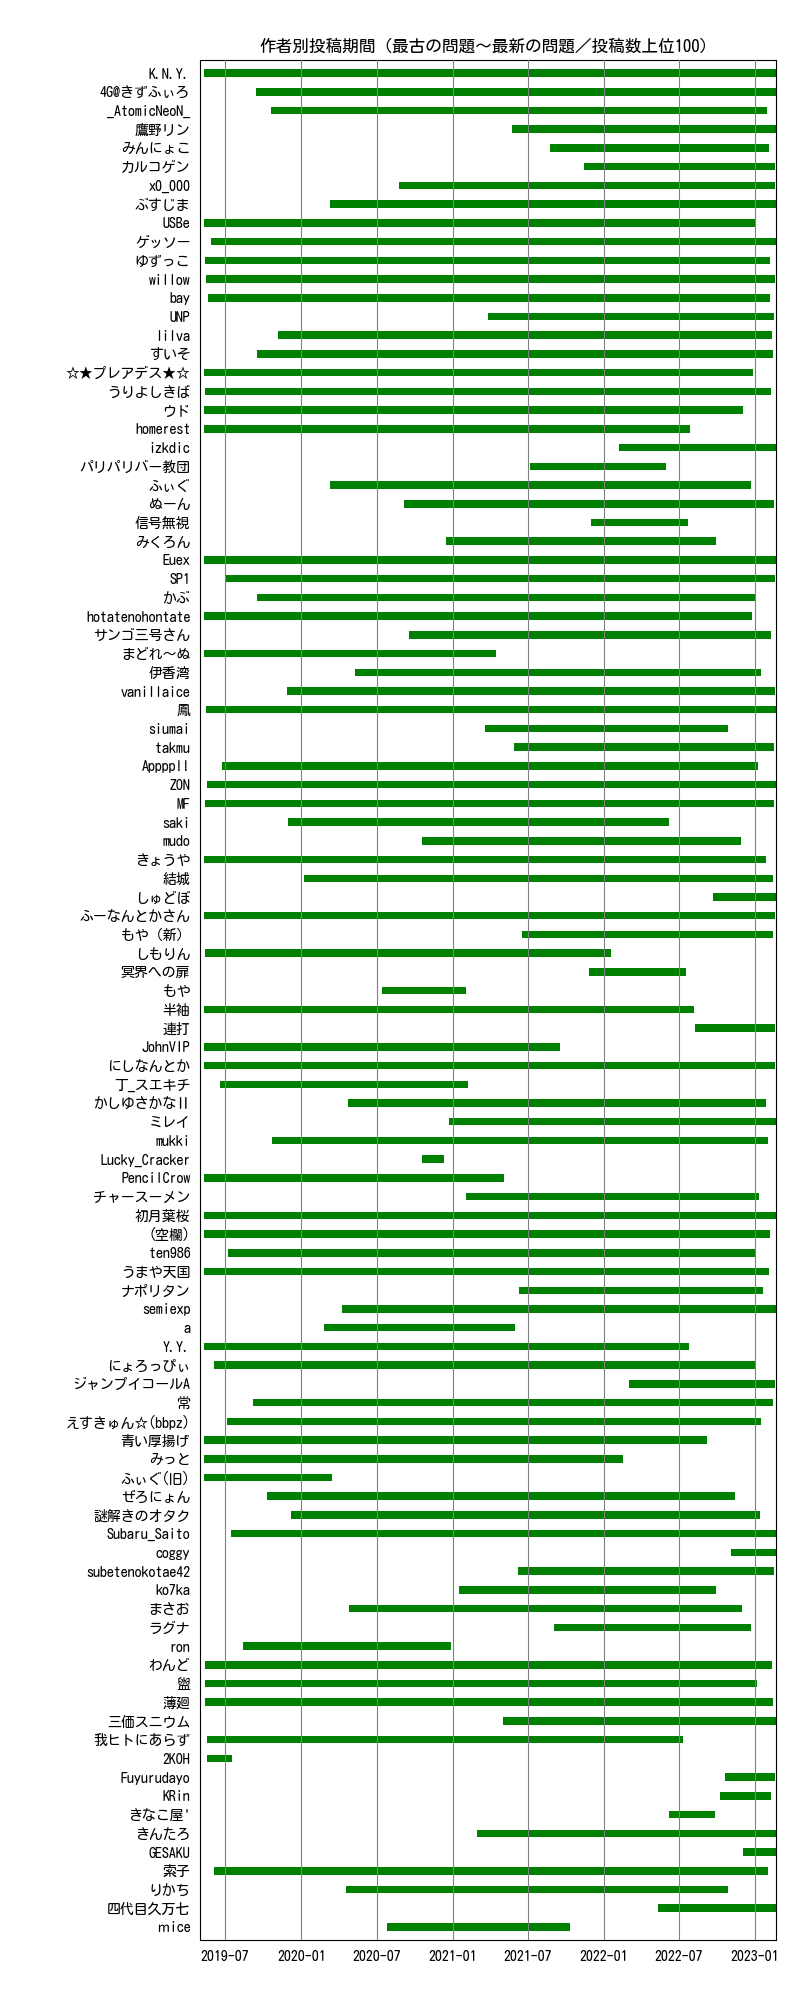 作者別投稿期間（最古の問題～最新の問題／投稿数上位100）
K.N.Y.
4G@きずふぃろ
_AtomicNeoN_
鷹野リン
みんにょこ
カルコゲン
x0_000
ぶすじま
USBe
ゲッソー
ゆずっこ
willow
bay
UNP
lilva
すいそ
☆★プレアデス★☆
うりよしきば
ウド
homerest
izkdic
パリパリバー教団
ふぃぐ
ぬーん
信号無視
みくろん
Euex
SP1
かぶ
hotatenohontate
サンゴ三号さん
まどれ～ぬ
伊香湾
vanillaice
鳳
siumai
takmu
Appppl!
ZON
MF
saki
mudo
きょうや
結城
しゅどぼ
ふーなんとかさん
もや（新）
しもりん
冥界への扉
もや
半袖
連打
JohnVIP
にしなんとか
丁_スエキチ
かしゆさかなⅡ
ミレイ
mukki
Lucky_Cracker
PencilCrow
チャースーメン
初月葉桜
(空欄)
ten986
うまや天国
ナポリタン
semiexp
a
Y.Y.
にょろっぴぃ
ジャンプイコールA
常
えすきゅん☆(bbpz)
青い厚揚げ
みっと
ふぃぐ(旧)
ぜろにょん
謎解きのオタク
Subaru_Saito
coggy
subetenokotae42
ko7ka
まさお
ラグナ
ron
わんど
盥
薄廻
三価スニウム
我ヒトにあらず
2KOH
Fuyurudayo
KRin
きなこ屋'
きんたろ
GESAKU
索子
りかち
四代目久万七
mice
2019-07 2020-01 2020-07 2021-01 2021-07 2022-01 2022-07 2023-01